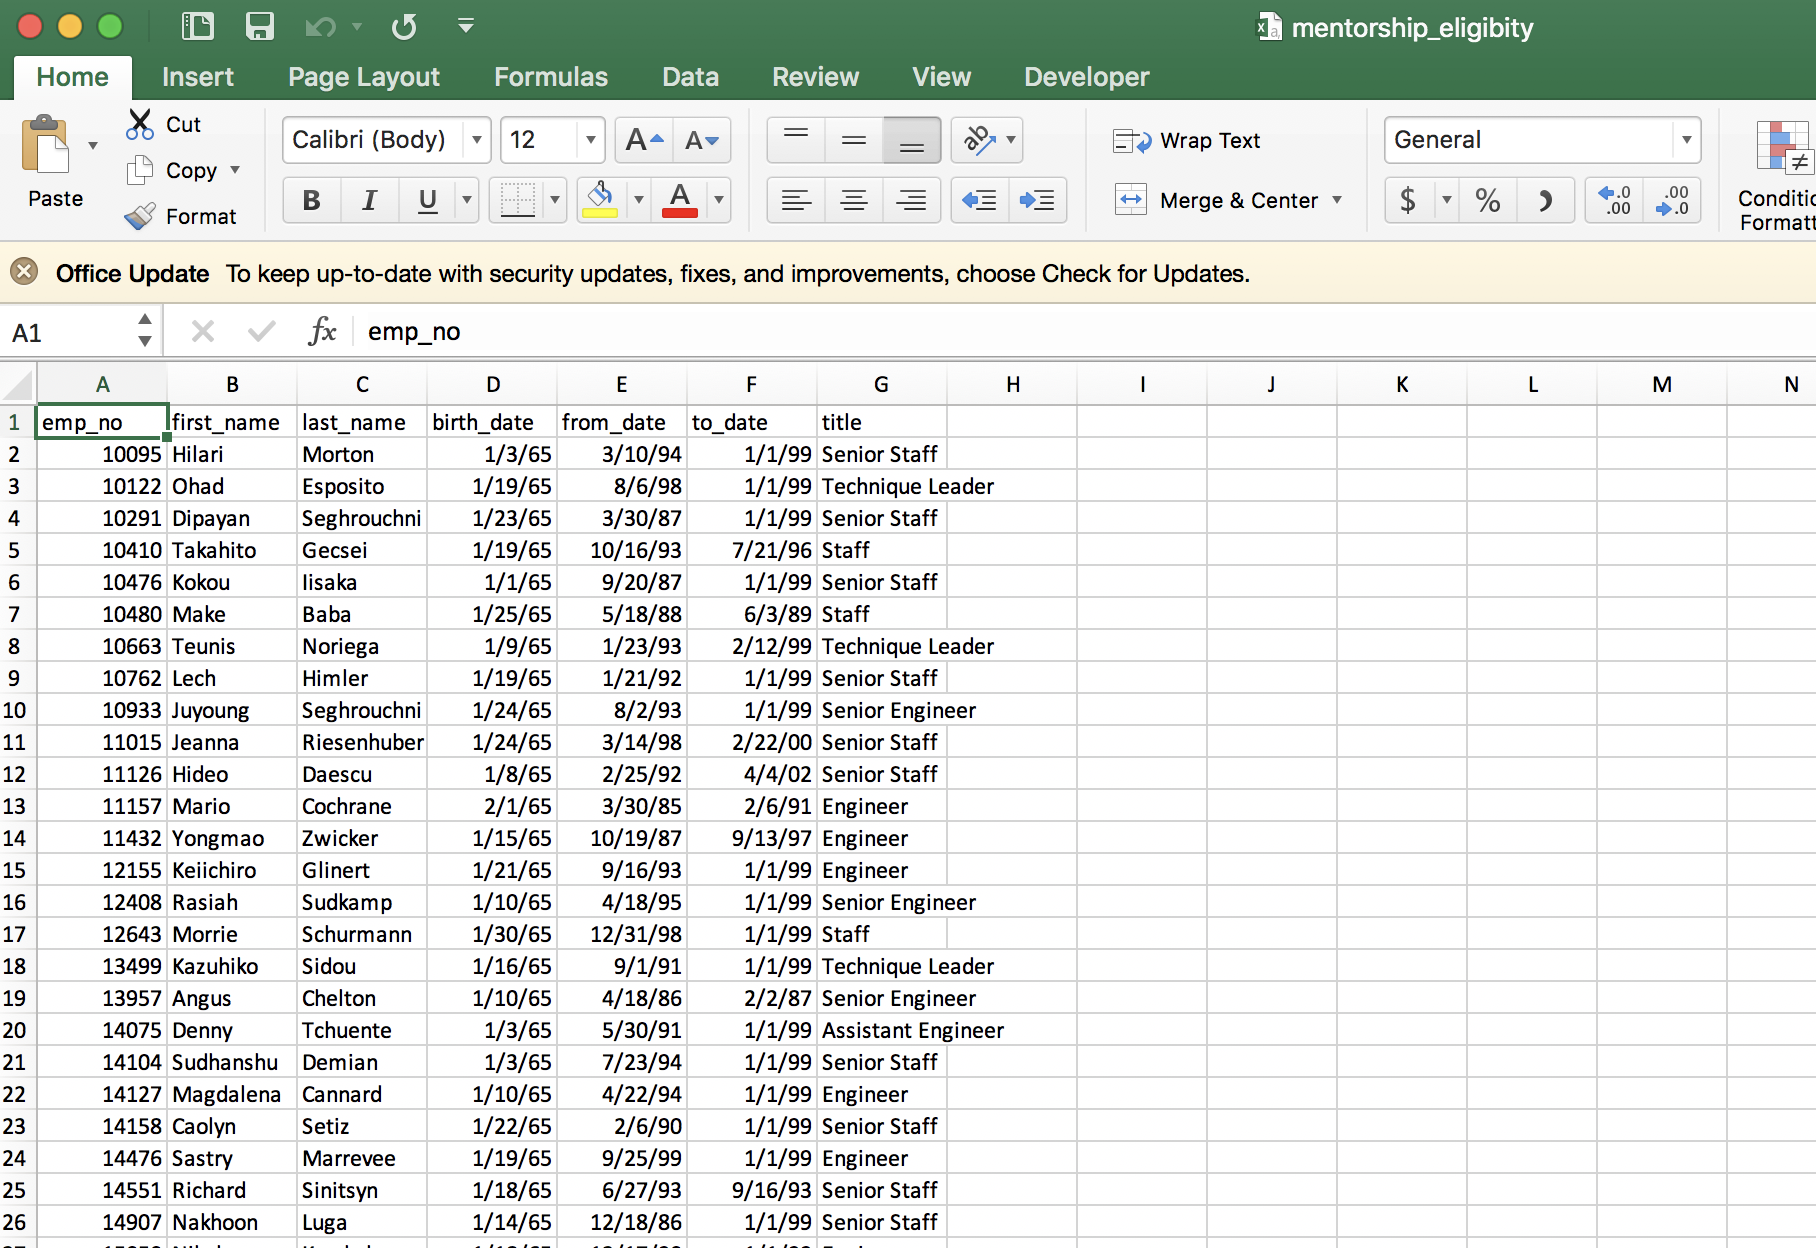 mentorship_eligibity
Home Insert Page Layout Formulas Data Review View Developer
Paste
Cut
Copy
Format
Calibri (Body) 12 A A
B I U A
ab
Wrap Text
Merge & Center
General
$ % .0 .00 .00 .0
Office Update To keep up-to-date with security updates, fixes, and improvements, choose Check for Updates.
A1 fx emp_no
A B C D E F G H I J K L M N
1 emp_no first_name last_name birth_date from_date to_date title
2 10095 Hilari Morton 1/3/65 3/10/94 1/1/99 Senior Staff
3 10122 Ohad Esposito 1/19/65 8/6/98 1/1/99 Technique Leader
4 10291 Dipayan Seghrouchni 1/23/65 3/30/87 1/1/99 Senior Staff
5 10410 Takahito Gecsei 1/19/65 10/16/93 7/21/96 Staff
6 10476 Kokou Iisaka 1/1/65 9/20/87 1/1/99 Senior Staff
7 10480 Make Baba 1/25/65 5/18/88 6/3/89 Staff
8 10663 Teunis Noriega 1/9/65 1/23/93 2/12/99 Technique Leader
9 10762 Lech Himler 1/19/65 1/21/92 1/1/99 Senior Staff
10 10933 Juyoung Seghrouchni 1/24/65 8/2/93 1/1/99 Senior Engineer
11 11015 Jeanna Riesenhuber 1/24/65 3/14/98 2/22/00 Senior Staff
12 11126 Hideo Daescu 1/8/65 2/25/92 4/4/02 Senior Staff
13 11157 Mario Cochrane 2/1/65 3/30/85 2/6/91 Engineer
14 11432 Yongmao Zwicker 1/15/65 10/19/87 9/13/97 Engineer
15 12155 Keiichiro Glinert 1/21/65 9/16/93 1/1/99 Engineer
16 12408 Rasiah Sudkamp 1/10/65 4/18/95 1/1/99 Senior Engineer
17 12643 Morrie Schurmann 1/30/65 12/31/98 1/1/99 Staff
18 13499 Kazuhiko Sidou 1/16/65 9/1/91 1/1/99 Technique Leader
19 13957 Angus Chelton 1/10/65 4/18/86 2/2/87 Senior Engineer
20 14075 Denny Tchuente 1/3/65 5/30/91 1/1/99 Assistant Engineer
21 14104 Sudhanshu Demian 1/3/65 7/23/94 1/1/99 Senior Staff
22 14127 Magdalena Cannard 1/10/65 4/22/94 1/1/99 Engineer
23 14158 Caolyn Setiz 1/22/65 2/6/90 1/1/99 Senior Staff
24 14476 Sastry Marrevee 1/19/65 9/25/99 1/1/99 Engineer
25 14551 Richard Sinitsyn 1/18/65 6/27/93 9/16/93 Senior Staff
26 14907 Nakhoon Luga 1/14/65 12/18/86 1/1/99 Senior Staff